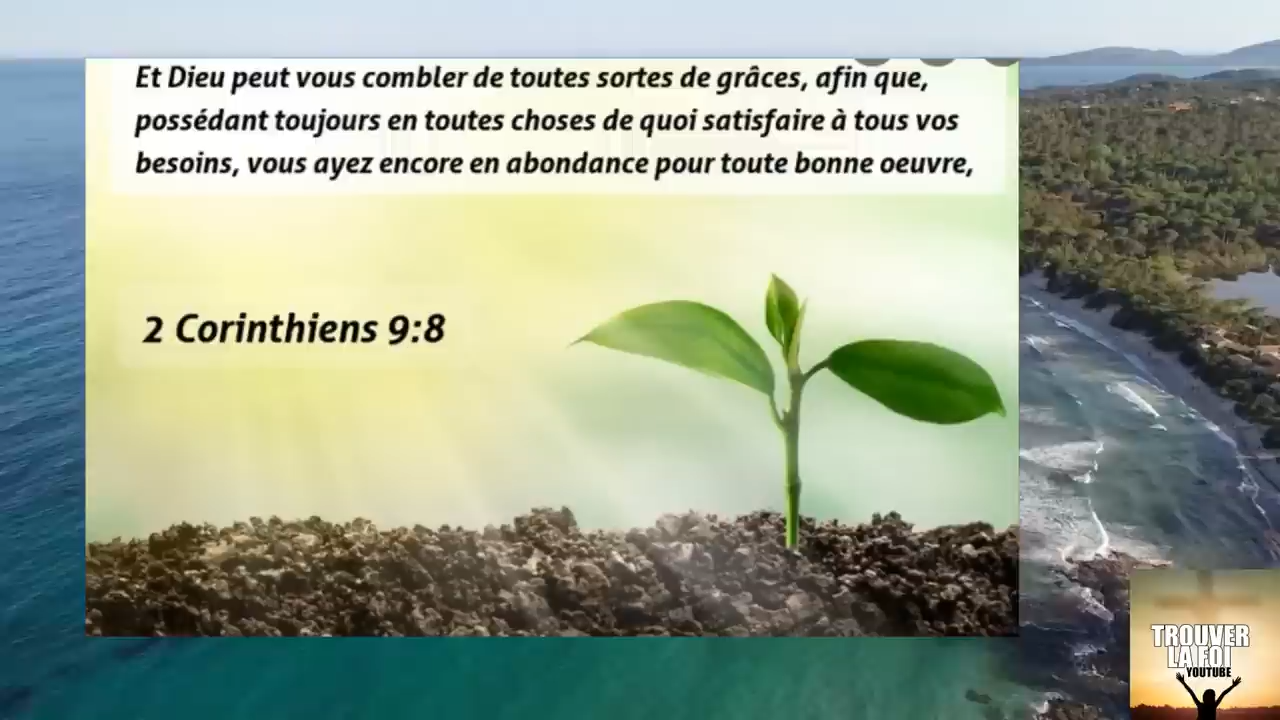 Et Dieu peut vous combler de toutes sortes de grâces, afin que,
possédant toujours en toutes choses de quoi satisfaire à tous vos
besoins, vous ayez encore en abondance pour toute bonne oeuvre,
2 Corinthiens 9:8
TROUVER
LA FOI
YOUTUBE